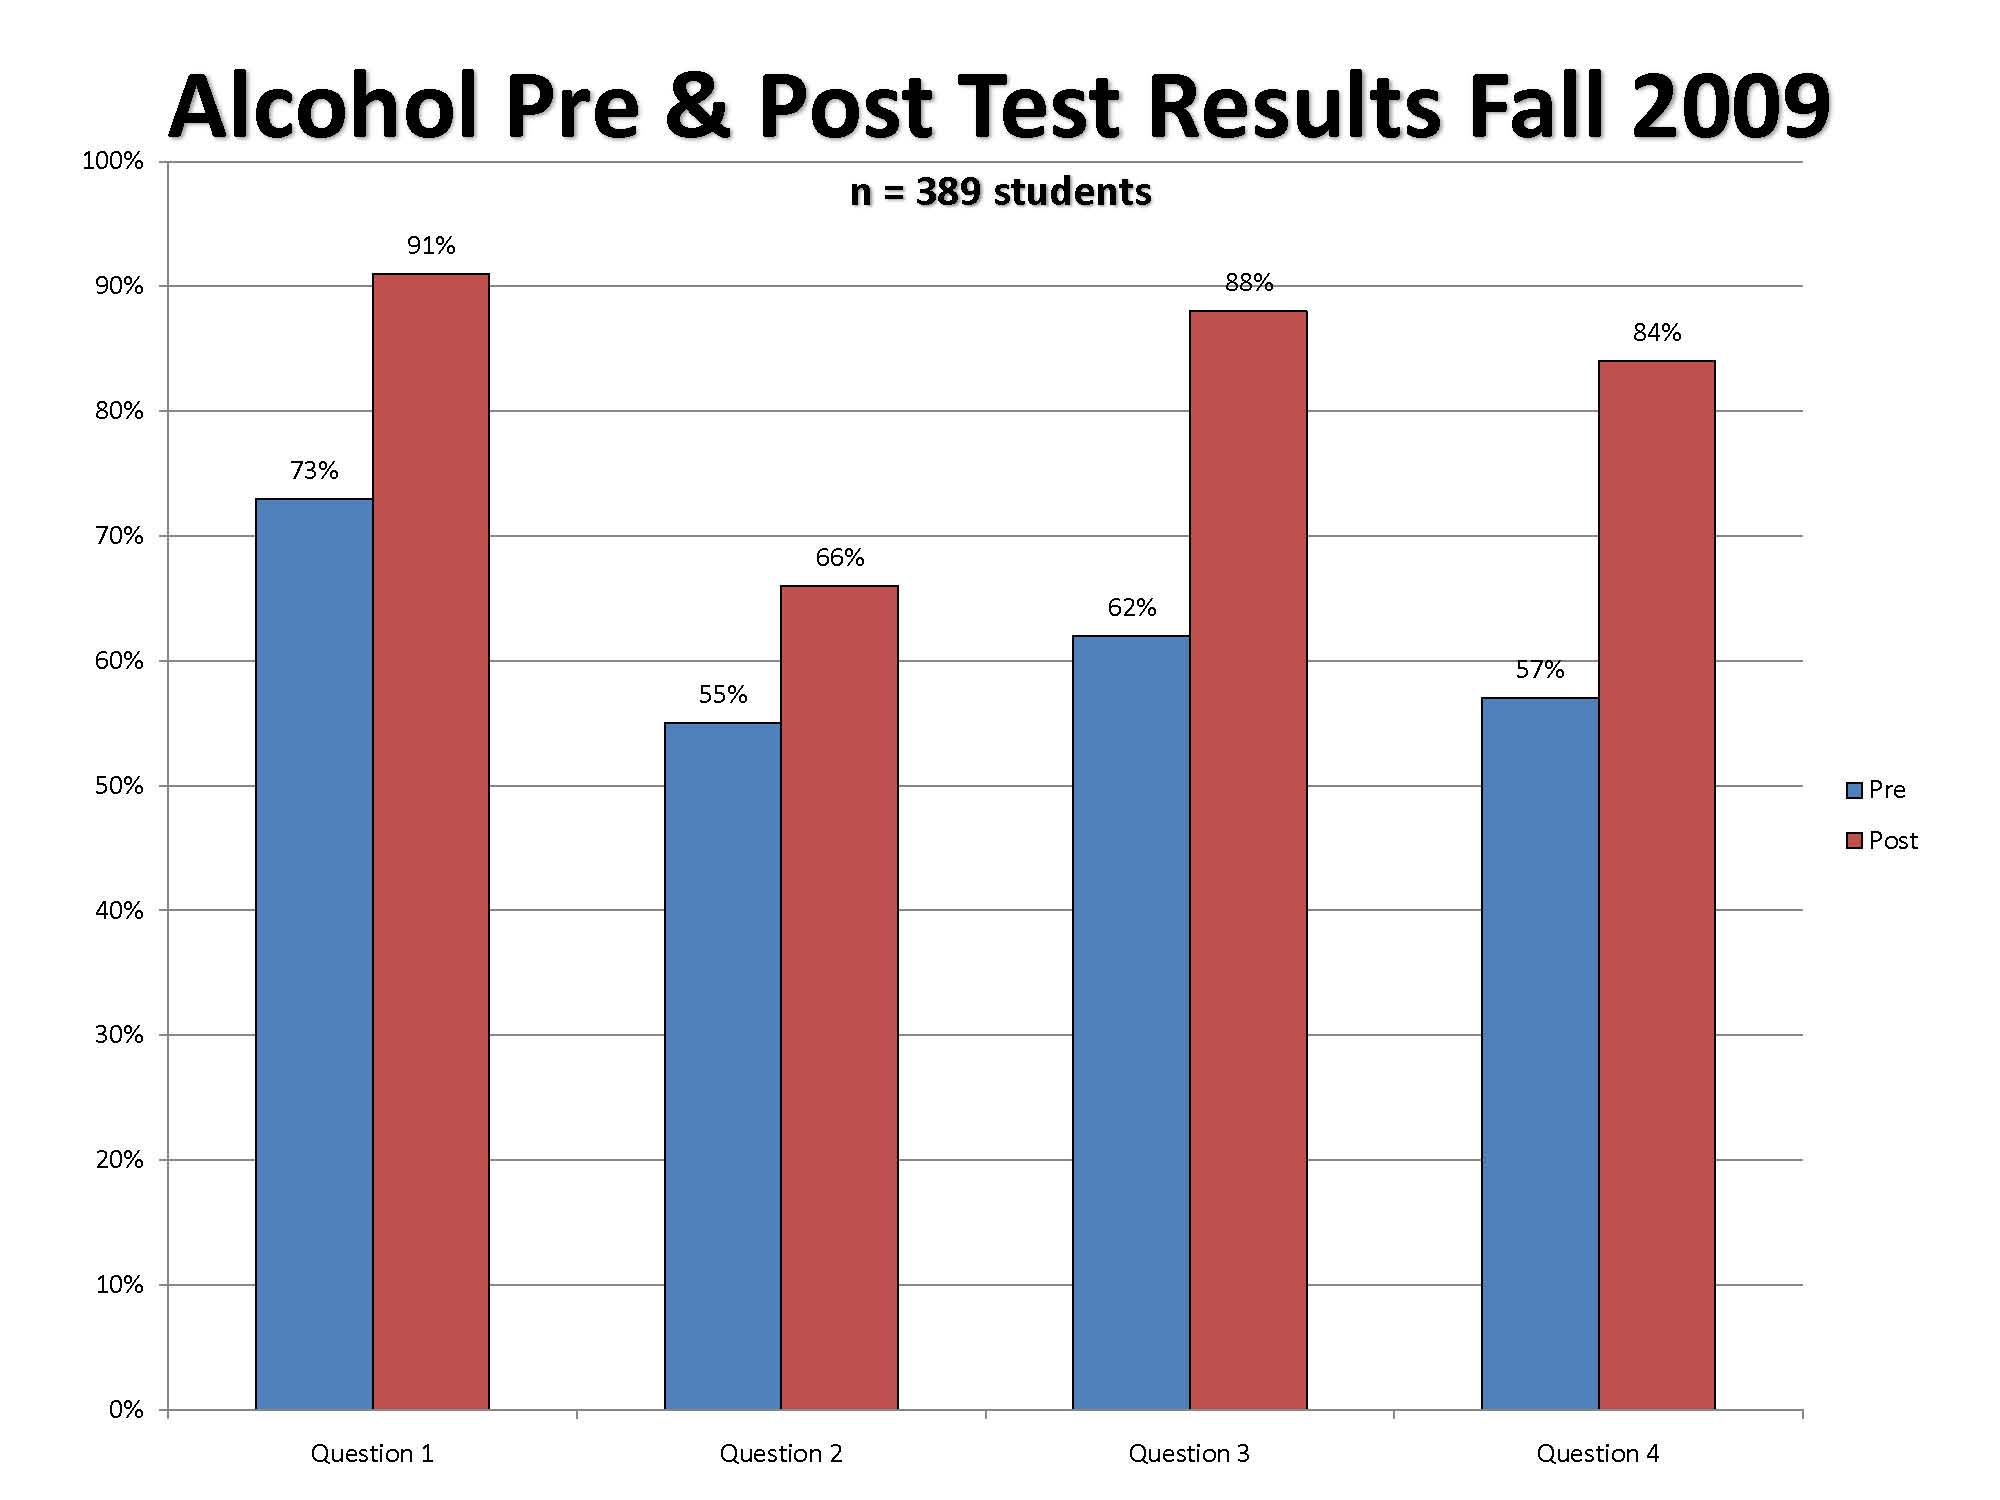 Alcohol Pre & Post Test Results Fall 2009
n = 389 students
100%
90%
80%
70%
60%
50%
40%
30%
20%
10%
0%
73%
91%
55%
66%
62%
88%
57%
84%
Question 1
Question 2
Question 3
Question 4
Pre
Post